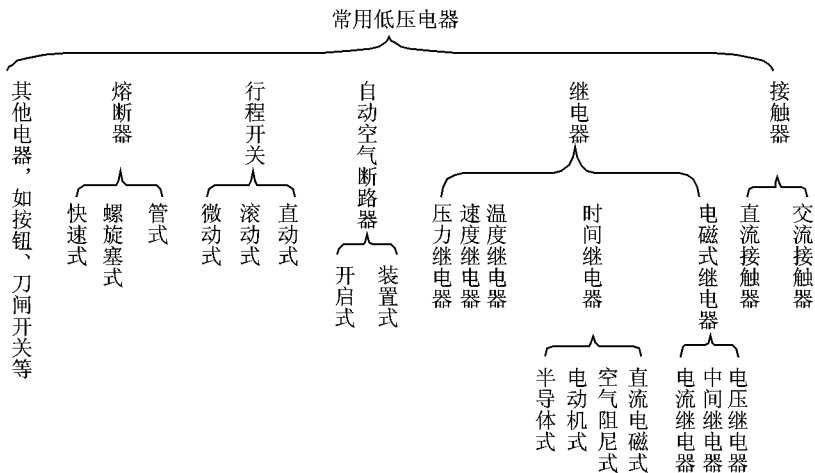 常用低压电器
其他电器，如按钮、刀闸开关等
熔断器
快速式
螺旋塞式
管式
行程开关
微动式
滚动式
直动式
自动空气断路器
开启式
装置式
继电器
压力继电器
速度继电器
温度继电器
时间继电器
半导体式
电动机式
空气阻尼式
直流电磁式
电磁式继电器
电流继电器
中间继电器
电压继电器
接触器
直流接触器
交流接触器